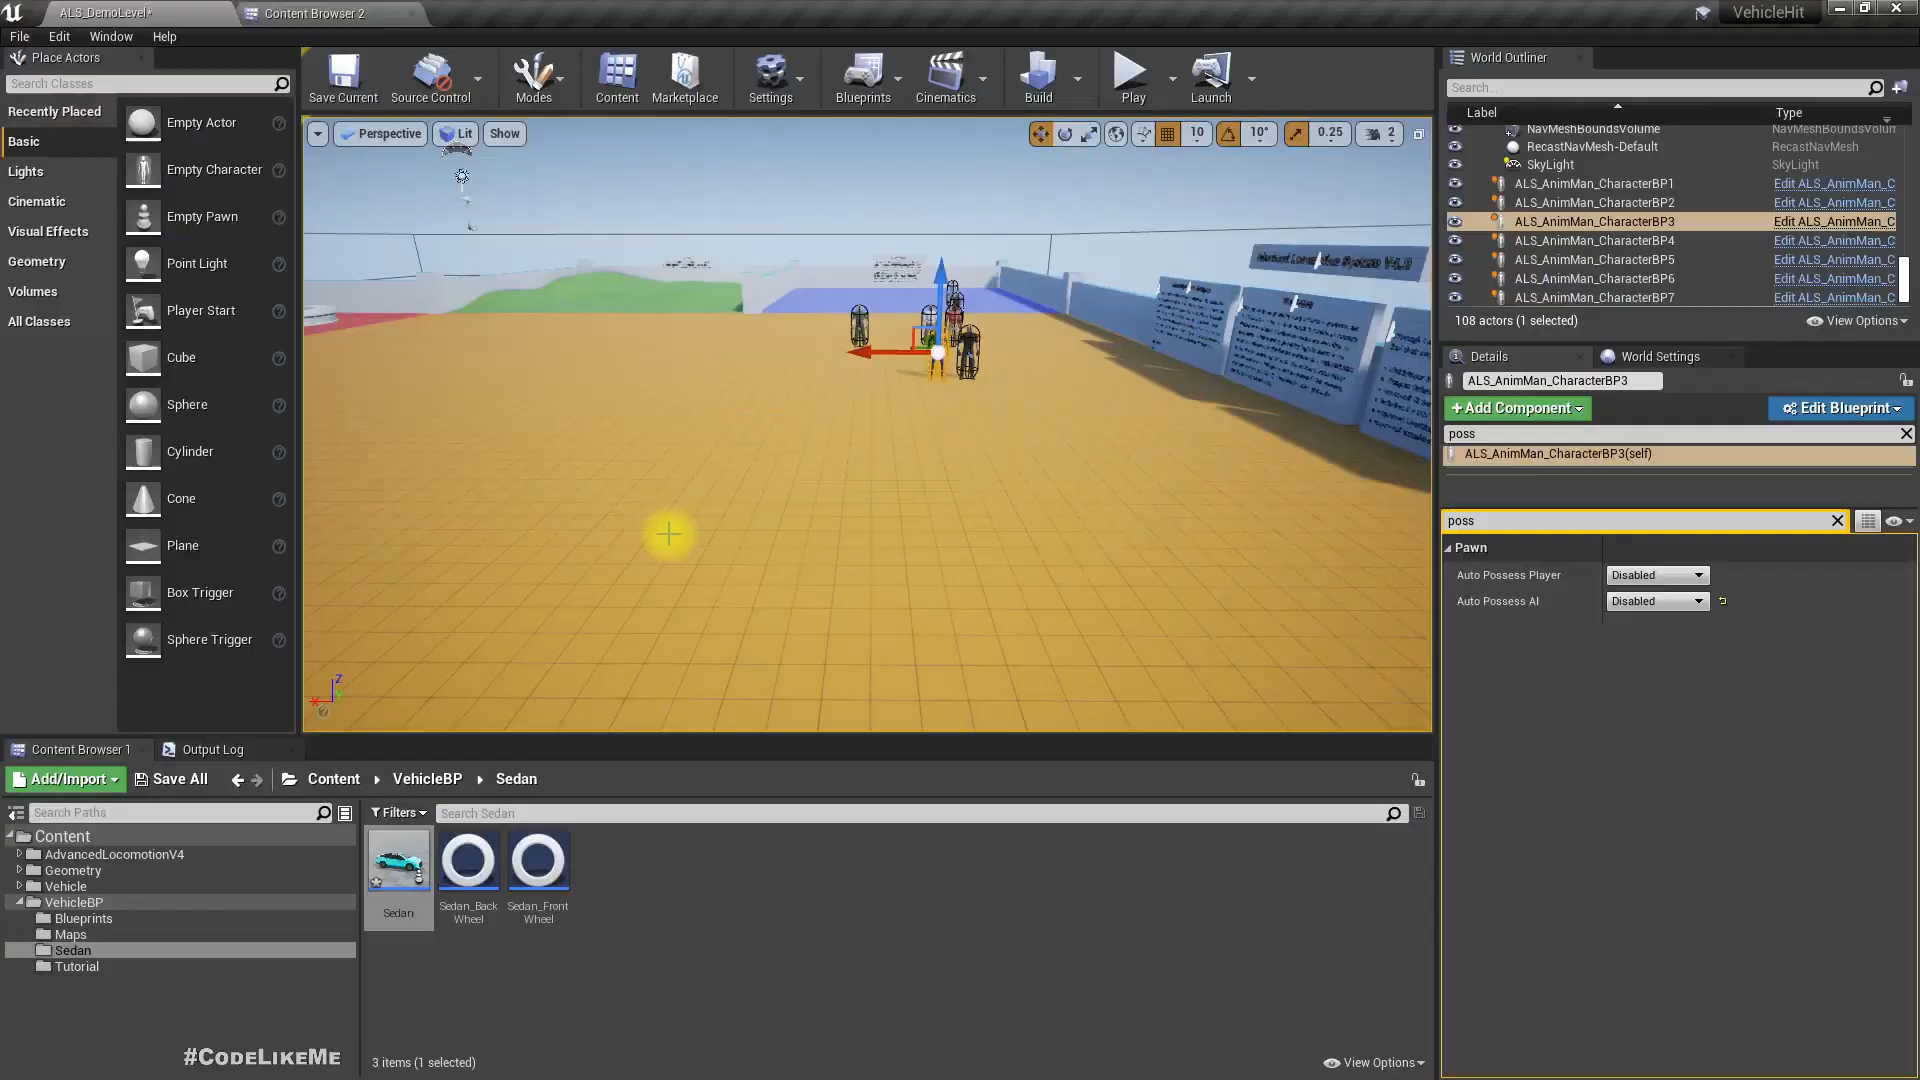 ALS_DemoLevel*
Content Browser 2
VehicleHit
File
Edit
Window
Help
Place Actors
Search Classes
Recently Placed
Basic
Lights
Cinematic
Visual Effects
Geometry
Volumes
All Classes
Empty Actor
Empty Character
Empty Pawn
Point Light
Player Start
Cube
Sphere
Cylinder
Cone
Plane
Box Trigger
Sphere Trigger
Save Current
Source Control
Modes
Content
Marketplace
Settings
Blueprints
Cinematics
Build
Play
Launch
Perspective
Lit
Show
10
10°
0.25
2
Advanced Locomotion System V4
X
Z
Y
World Outliner
Search...
Label
Type
NavMeshBoundsVolume
NavMeshBoundsVolum
RecastNavMesh-Default
RecastNavMesh
SkyLight
SkyLight
ALS_AnimMan_CharacterBP1
Edit ALS_AnimMan_C
ALS_AnimMan_CharacterBP2
Edit ALS_AnimMan_C
ALS_AnimMan_CharacterBP3
Edit ALS_AnimMan_C
ALS_AnimMan_CharacterBP4
Edit ALS_AnimMan_C
ALS_AnimMan_CharacterBP5
Edit ALS_AnimMan_C
ALS_AnimMan_CharacterBP6
Edit ALS_AnimMan_C
ALS_AnimMan_CharacterBP7
Edit ALS_AnimMan_C
108 actors (1 selected)
View Options
Details
World Settings
ALS_AnimMan_CharacterBP3
+Add Component
Edit Blueprint
poss
ALS_AnimMan_CharacterBP3(self)
poss
Pawn
Auto Possess Player
Disabled
Auto Possess AI
Disabled
Content Browser 1
Output Log
Add/Import
Save All
Content
VehicleBP
Sedan
Search Paths
Filters
Search Sedan
Content
AdvancedLocomotionV4
Geometry
Vehicle
VehicleBP
Blueprints
Maps
Sedan
Tutorial
Sedan
Sedan_Back
Wheel
Sedan_Front
Wheel
#CodeLikeMe
3 items (1 selected)
View Options